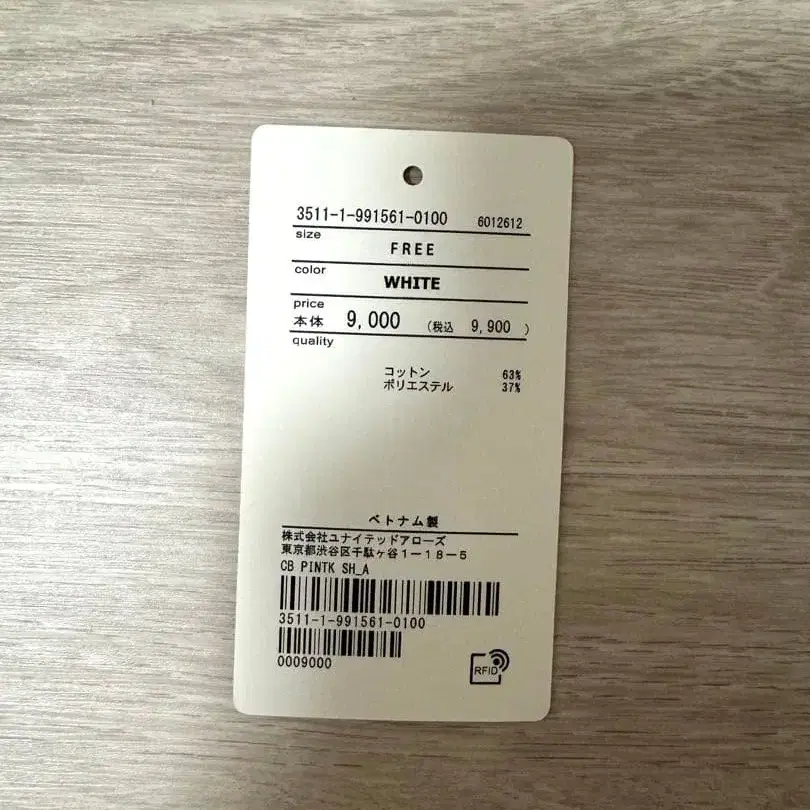 3511-1-991561-0100 6012612
size
FREE
color
WHITE
price
本体 9,000 (税込 9,900 )
quality
コットン 63%
ポリエステル 37%
ベトナム製
株式会社ユナイテッドアローズ
東京都渋谷区千駄ヶ谷1-18-5
CB PINTK SH_A
3511-1-991561-0100
0009000
RFID